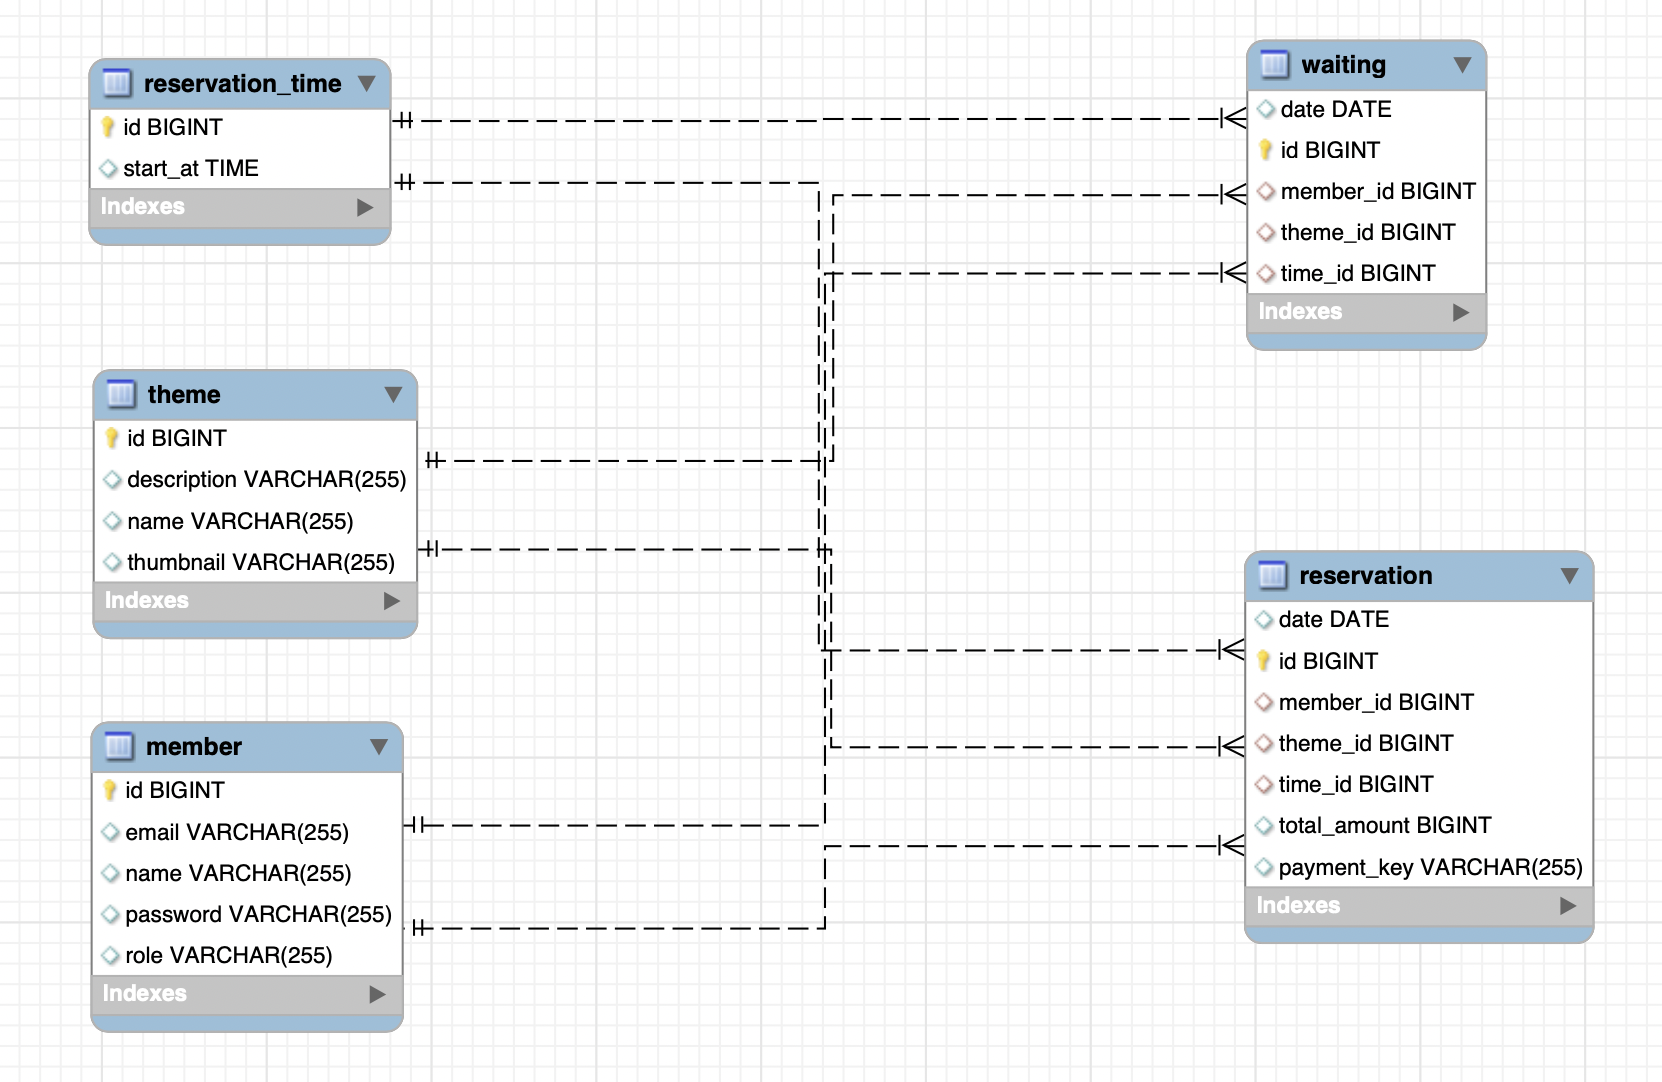 reservation_time
id BIGINT
start_at TIME
Indexes
theme
id BIGINT
description VARCHAR(255)
name VARCHAR(255)
thumbnail VARCHAR(255)
Indexes
member
id BIGINT
email VARCHAR(255)
name VARCHAR(255)
password VARCHAR(255)
role VARCHAR(255)
Indexes
waiting
date DATE
id BIGINT
member_id BIGINT
theme_id BIGINT
time_id BIGINT
Indexes
reservation
date DATE
id BIGINT
member_id BIGINT
theme_id BIGINT
time_id BIGINT
total_amount BIGINT
payment_key VARCHAR(255)
Indexes